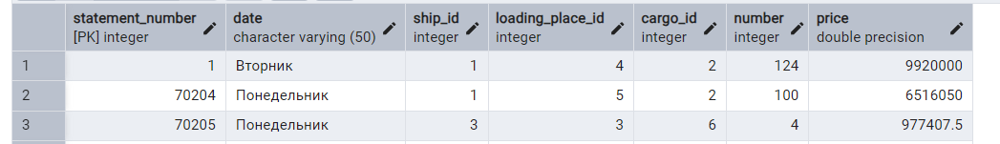 statement_number date ship_id loading_place_id cargo_id number price
[PK] integer character varying (50) integer integer integer integer double precision
1 1 Вторник 1 4 2 124 9920000
2 70204 Понедельник 1 5 2 100 6516050
3 70205 Понедельник 3 3 6 4 977407.5